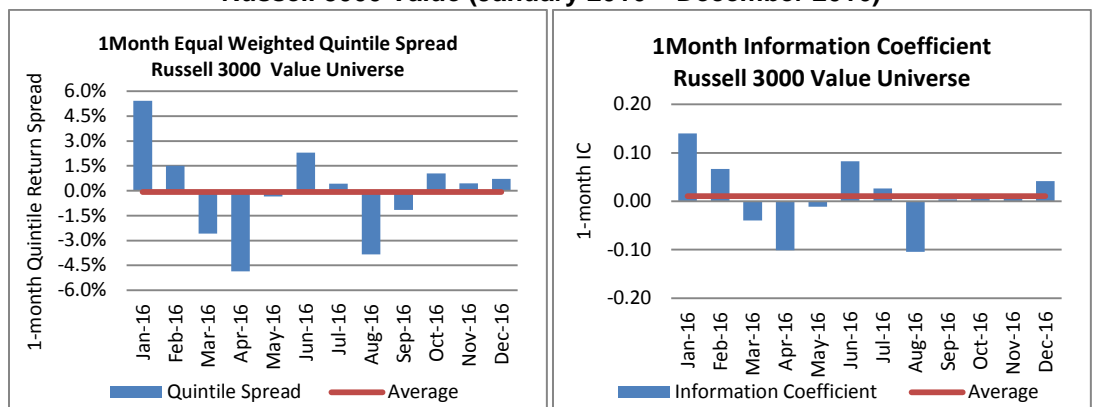 Russell 3000 Value (January – December
1Month Equal Weighted Quintile Spread
Russell 3000 Value Universe
1-month Quintile Return Spread
6.0%
4.5%
3.0%
1.5%
0.0%
-1.5%
-3.0%
-4.5%
-6.0%
Jan-16
Feb-16
Mar-16
Apr-16
May-16
Jun-16
Jul-16
Aug-16
Sep-16
Oct-16
Nov-16
Dec-16
Quintile Spread
Average
1Month Information Coefficient
Russell 3000 Value Universe
1-month IC
0.20
0.10
0.00
-0.10
-0.20
Jan-16
Feb-16
Mar-16
Apr-16
May-16
Jun-16
Jul-16
Aug-16
Sep-16
Oct-16
Nov-16
Dec-16
Information Coefficient
Average